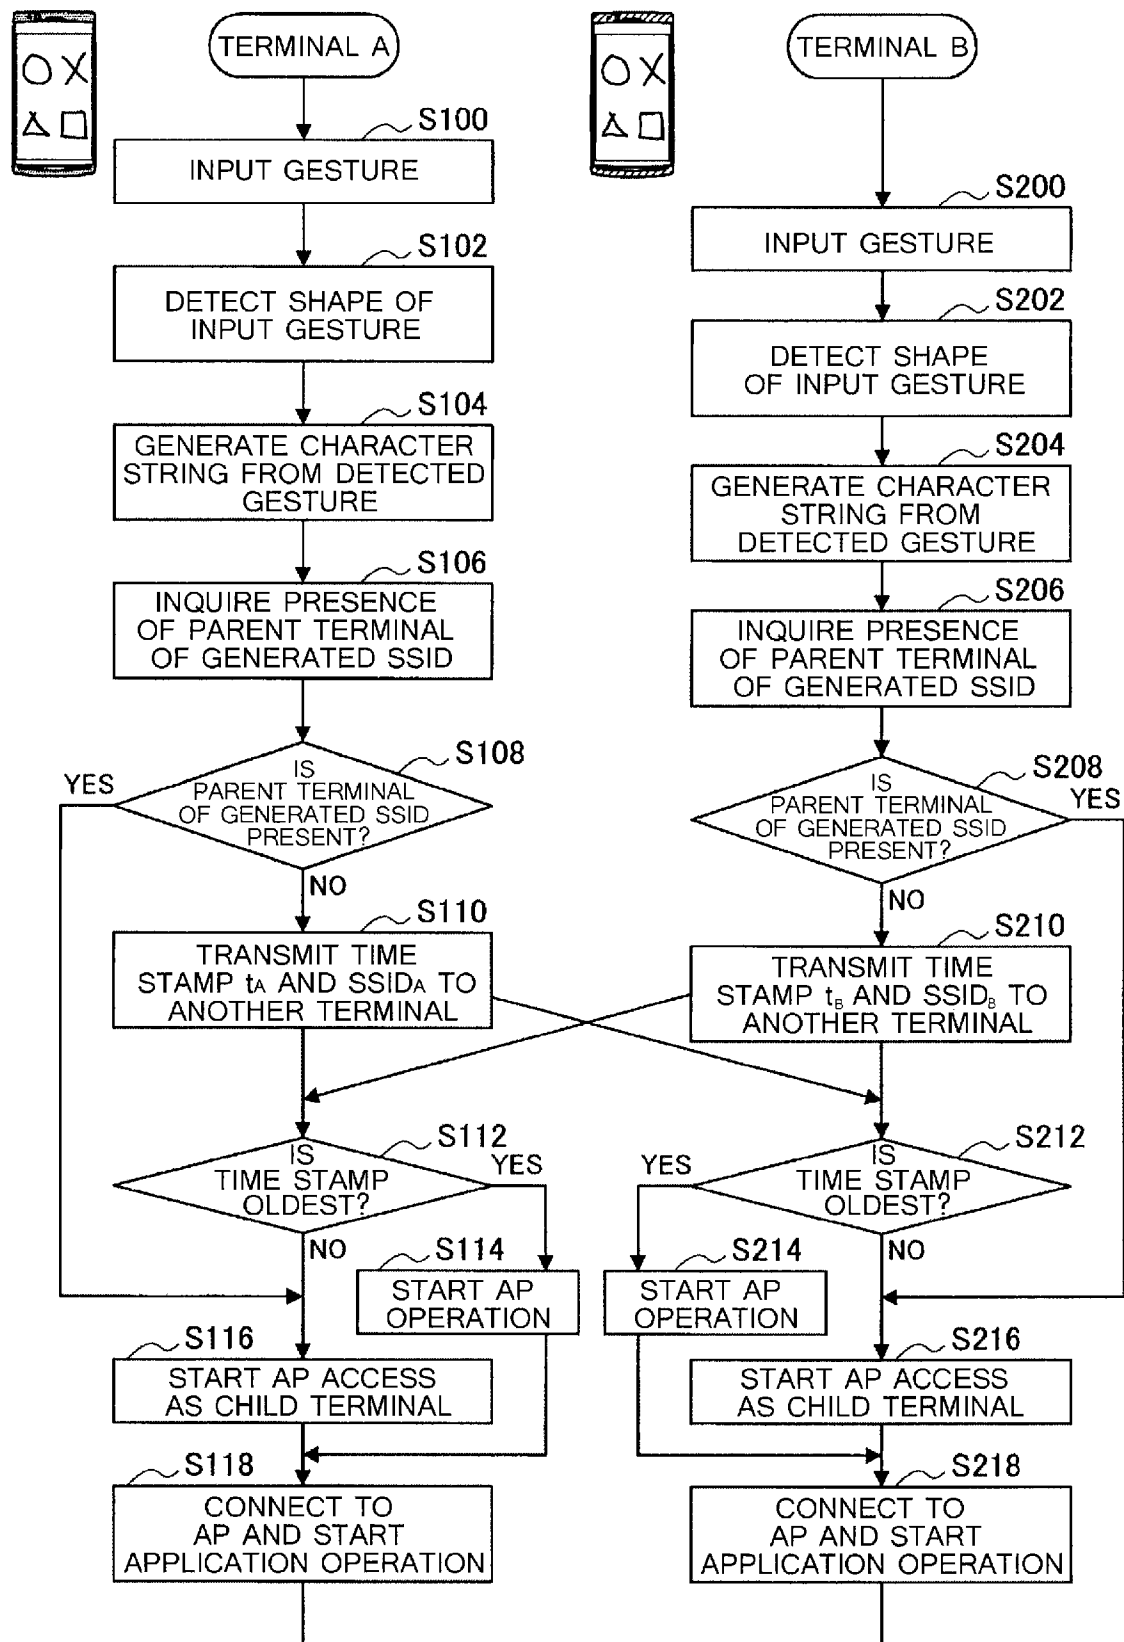 TERMINAL A
S100
INPUT GESTURE
S102
DETECT SHAPE OF
INPUT GESTURE
S104
GENERATE CHARACTER
STRING FROM DETECTED
GESTURE
S106
INQUIRE PRESENCE
OF PARENT TERMINAL
OF GENERATED SSID
S108
YES
IS
PARENT TERMINAL
OF GENERATED SSID
PRESENT?
NO
S110
TRANSMIT TIME
STAMP tA AND SSIDA TO
ANOTHER TERMINAL
S112
IS
TIME STAMP
OLDEST?
YES
NO
S114
START AP
OPERATION
S116
START AP ACCESS
AS CHILD TERMINAL
S118
CONNECT TO
AP AND START
APPLICATION OPERATION
TERMINAL B
S200
INPUT GESTURE
S202
DETECT SHAPE
OF INPUT GESTURE
S204
GENERATE CHARACTER
STRING FROM
DETECTED GESTURE
S206
INQUIRE PRESENCE
OF PARENT TERMINAL
OF GENERATED SSID
S208
YES
IS
PARENT TERMINAL
OF GENERATED SSID
PRESENT?
NO
S210
TRANSMIT TIME
STAMP tB AND SSIDB TO
ANOTHER TERMINAL
S212
YES
IS
TIME STAMP
OLDEST?
NO
S214
START AP
OPERATION
S216
START AP ACCESS
AS CHILD TERMINAL
S218
CONNECT TO
AP AND START
APPLICATION OPERATION